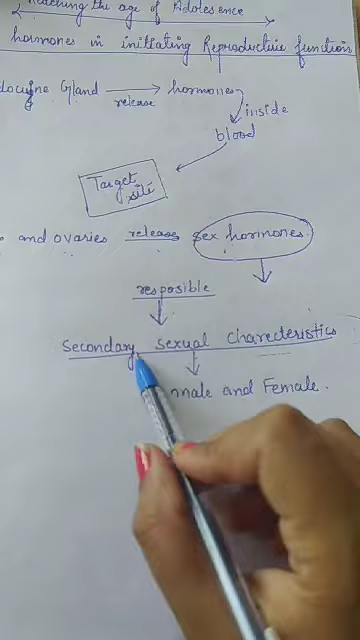 Reaching the age of Adolesence
hormones in initiating Reproductive function
docrine Gland → hormones
release
inside
blood
Target
site
and ovaries release sex hormones.
resposible
Secondary sexual charecteristics
male and Female.